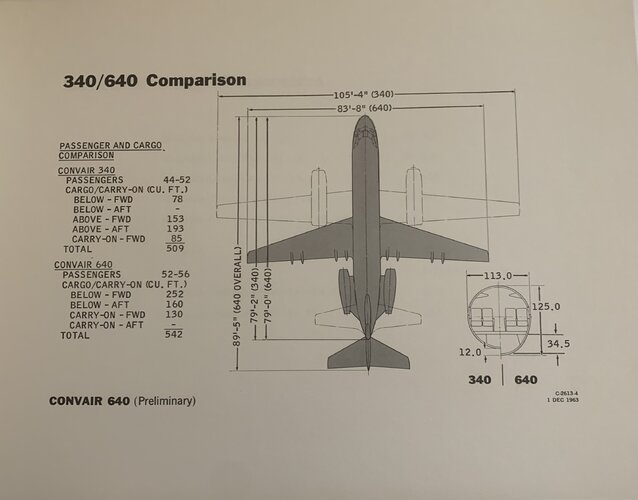 340/640 Comparison
105'-4" (340)
83'-8" (640)
PASSENGER AND CARGO
COMPARISON
CONVAIR 340
PASSENGERS 44-52
CARGO/CARRY-ON (CU. FT.)
BELOW - FWD 78
BELOW - AFT -
ABOVE - FWD 153
ABOVE - AFT 193
CARRY-ON - FWD 85
TOTAL 509
CONVAIR 640
PASSENGERS 52-56
CARGO/CARRY-ON (CU. FT.)
BELOW - FWD 252
BELOW - AFT 160
CARRY-ON - FWD 130
CARRY-ON - AFT -
TOTAL 542
89'-5" (640 OVERALL)
79'-2" (340)
79'-0" (640)
113.0
125.0
34.5
12.0
340 | 640
CONVAIR 640 (Preliminary)
C-2613-4
1 DEC 1963